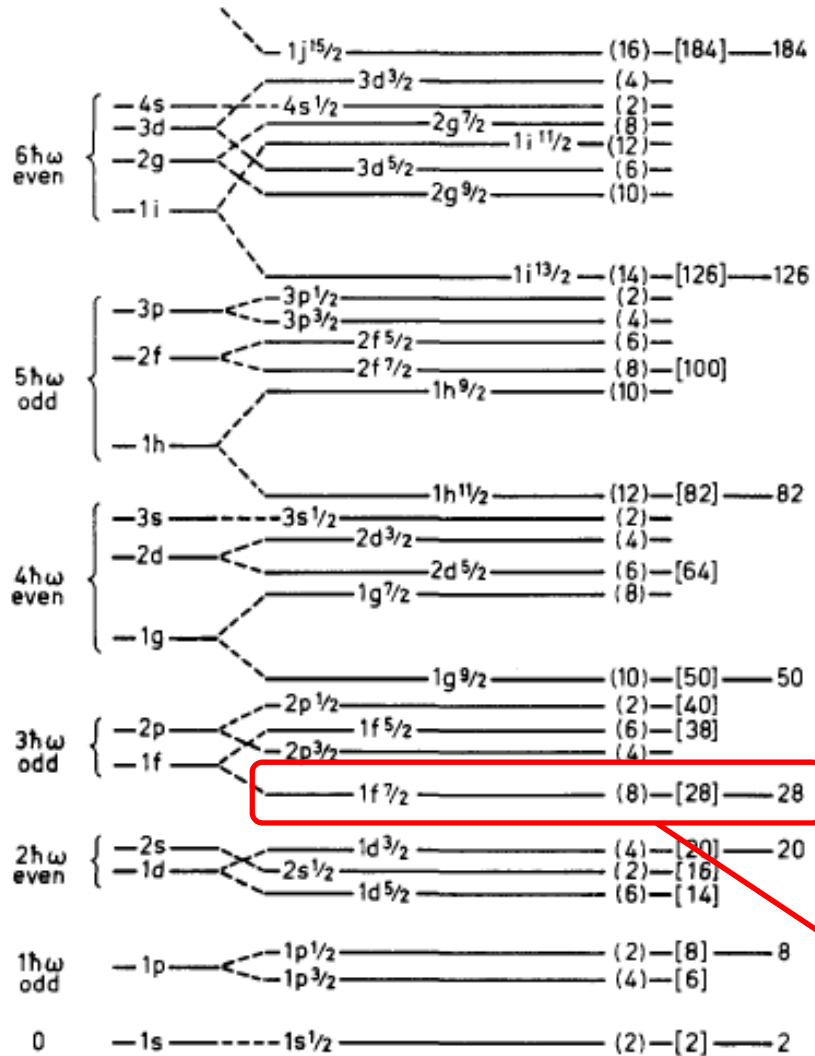 1j 15/2 (16) [184] 184
3d 3/2 (4)
4s 4s 1/2 (2)
3d 2g 7/2 (8)
6ħω even 2g 1i 11/2 (12)
3d 5/2 (6)
1i 2g 9/2 (10)
1i 13/2 (14) [126] 126
3p 3p 1/2 (2)
3p 3/2 (4)
2f 2f 5/2 (6)
5ħω odd 2f 7/2 (8) [100]
1h 9/2 (10)
1h
1h 11/2 (12) [82] 82
3s 3s 1/2 (2)
2d 2d 3/2 (4)
4ħω even 2d 5/2 (6) [64]
1g 7/2 (8)
1g
1g 9/2 (10) [50] 50
2p 1/2 (2) [40]
3ħω odd 2p 1f 5/2 (6) [38]
1f 2p 3/2 (4)
1f 7/2 (8) [28] 28
2ħω even 2s 1d 3/2 (4) [20] 20
1d 2s 1/2 (2) [16]
1d 5/2 (6) [14]
1ħω odd 1p 1p 1/2 (2) [8] 8
1p 3/2 (4) [6]
0 1s 1s 1/2 (2) [2] 2